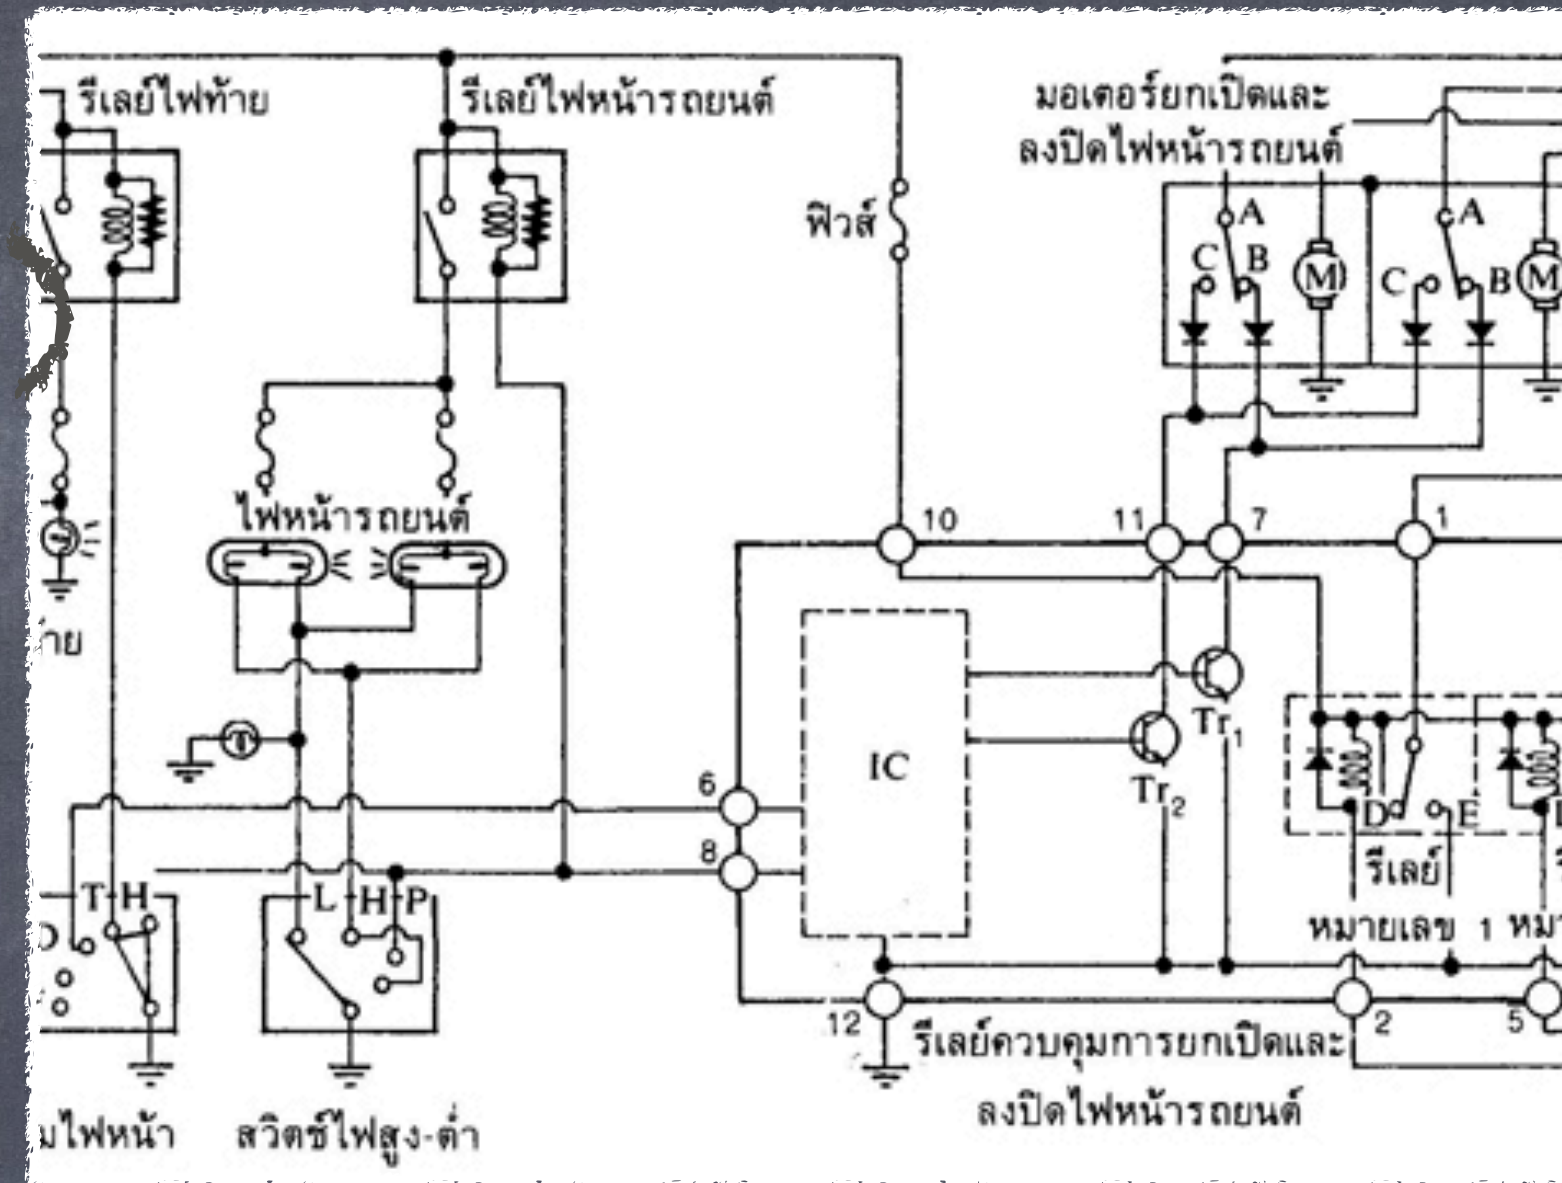 รีเลย์ไฟท้าย
รีเลย์ไฟหน้ารถยนต์
มอเตอร์ยกเปิดและ
ลงปิดไฟหน้ารถยนต์
ฟิวส์
A
A
C
B
M
C
B
M
ไฟหน้ารถยนต์
10
11
7
1
IC
Tr1
Tr2
6
8
D
E
รีเลย์
หมายเลข 1
T
H
L
H
P
12
2
5
รีเลย์ควบคุมการยกเปิดและ
ลงปิดไฟหน้ารถยนต์
มไฟหน้า
สวิตช์ไฟสูง-ต่ำ